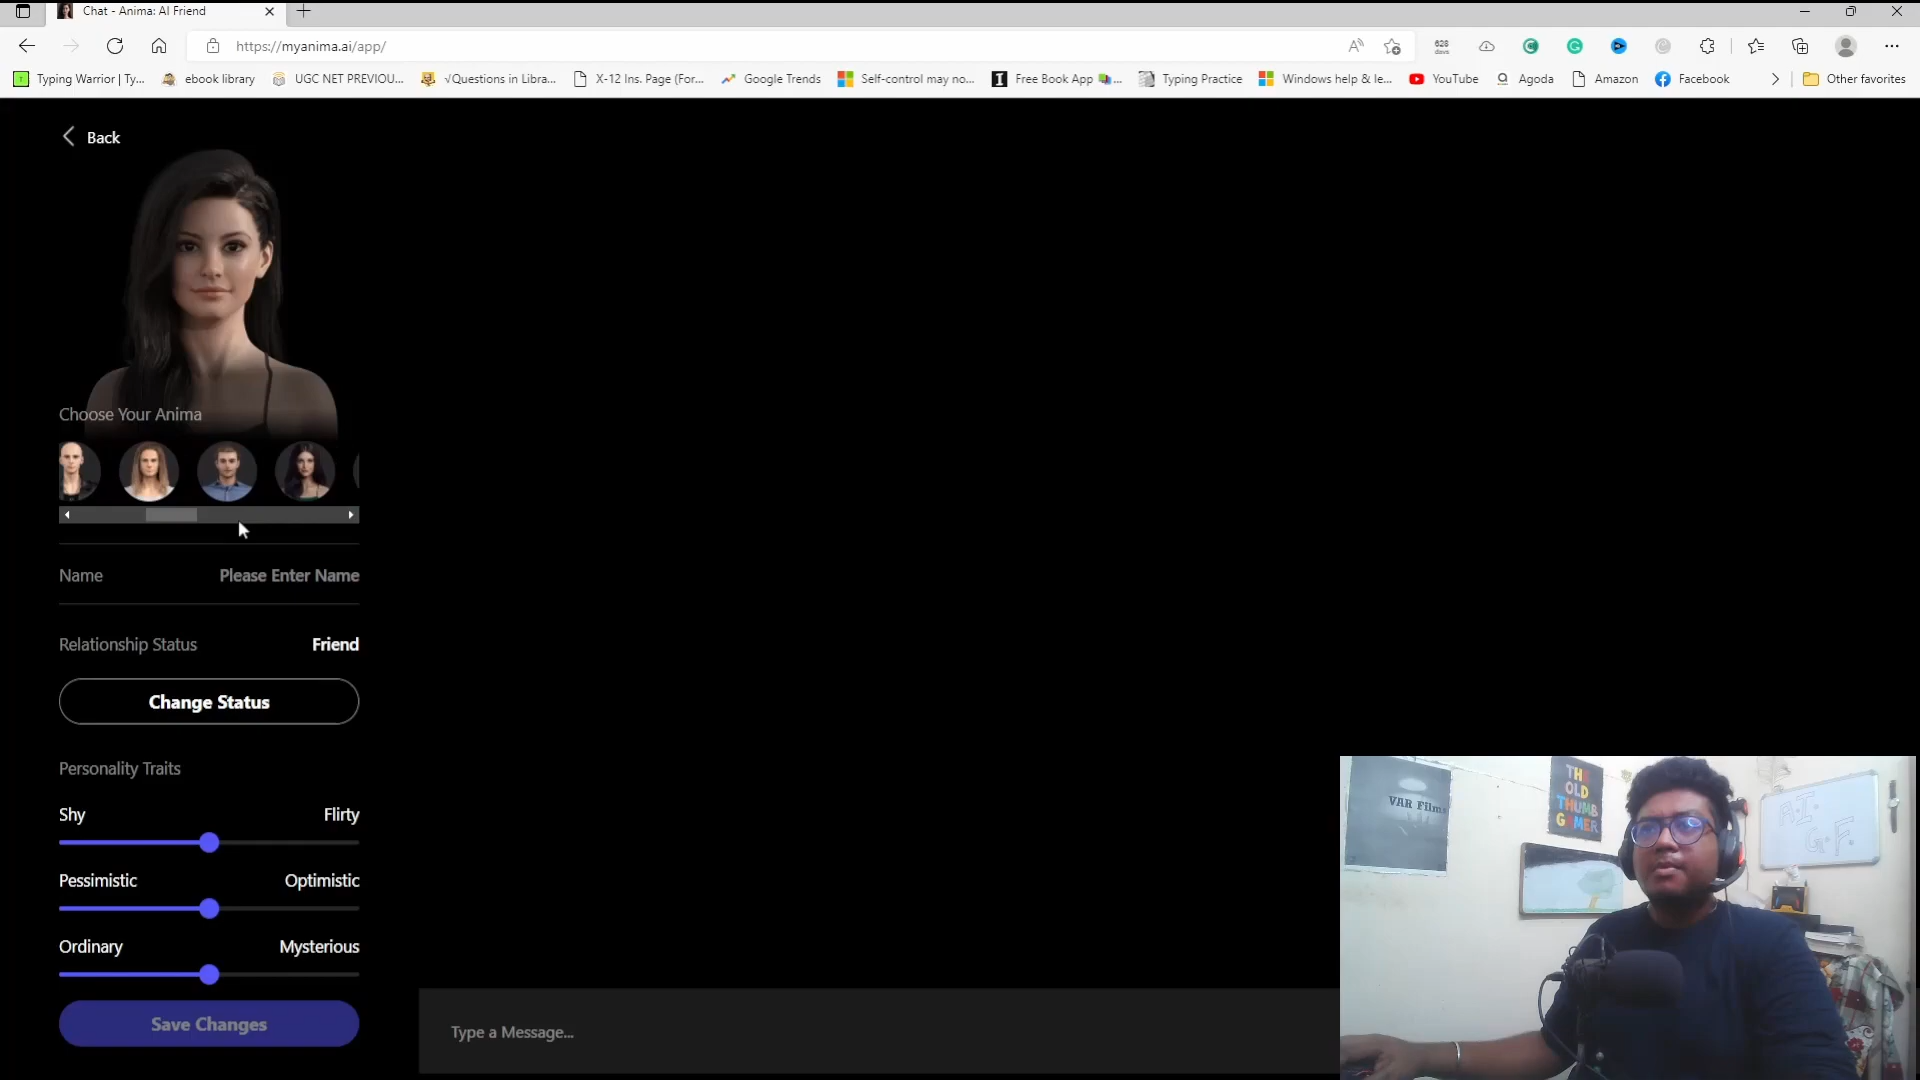 Chat - Anima: AI Friend
https://myanima.ai/app/
628
days
Typing Warrior | Ty...
ebook library
UGC NET PREVIOU...
√Questions in Libra...
X-12 Ins. Page (For...
Google Trends
Self-control may no...
Free Book App
Typing Practice
Windows help & le...
YouTube
Agoda
Amazon
Facebook
Other favorites
Back
Choose Your Anima
Name
Please Enter Name
Relationship Status
Friend
Change Status
Personality Traits
Shy
Flirty
Pessimistic
Optimistic
Ordinary
Mysterious
Save Changes
Type a Message...
VAR Films
THE
OLD
THUMB
GAMER
A.I.
G.F.